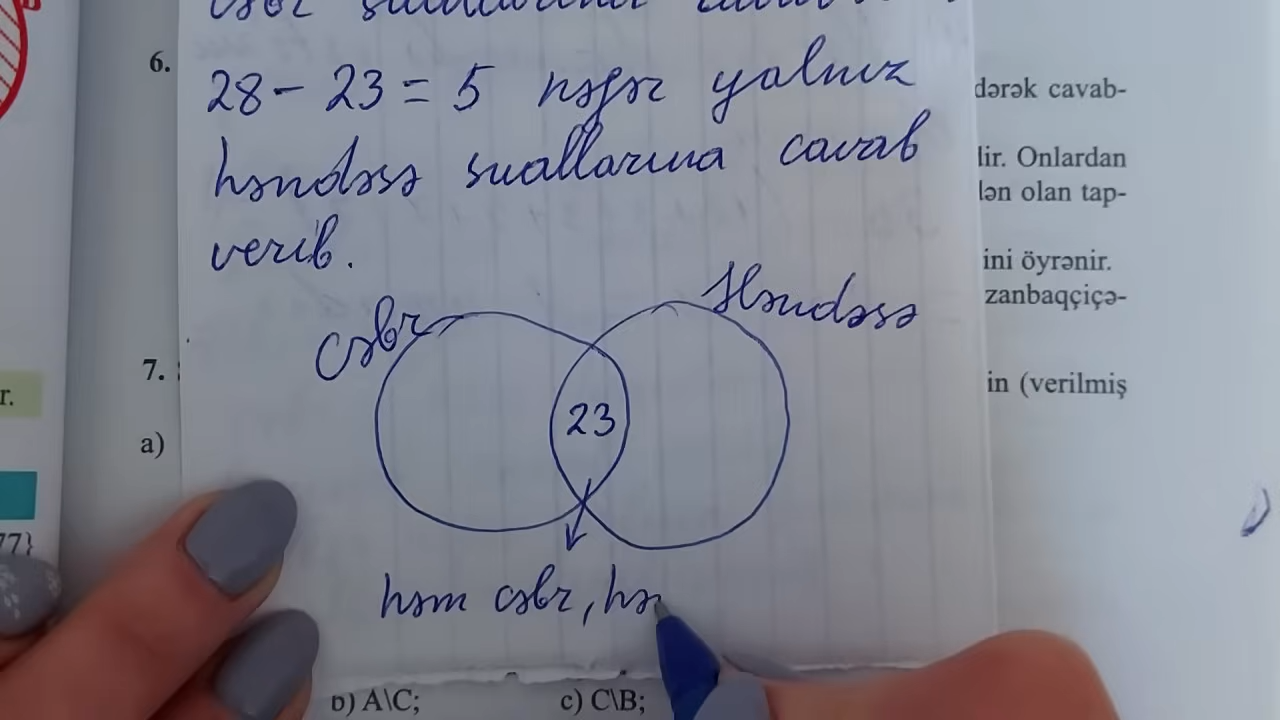 6.
28 - 23 = 5 nəfər yalnız
həndəsə suallarına cavab
verib.
Cəbr
Həndəsə
23
həm cəbr, hə
dərək cavab-
lir. Onlardan
lən olan tap-
ini öyrənir.
zanbaqçiçə-
7.
in (verilmiş
a)
r.
77}
b) A\C;
c) C\B;